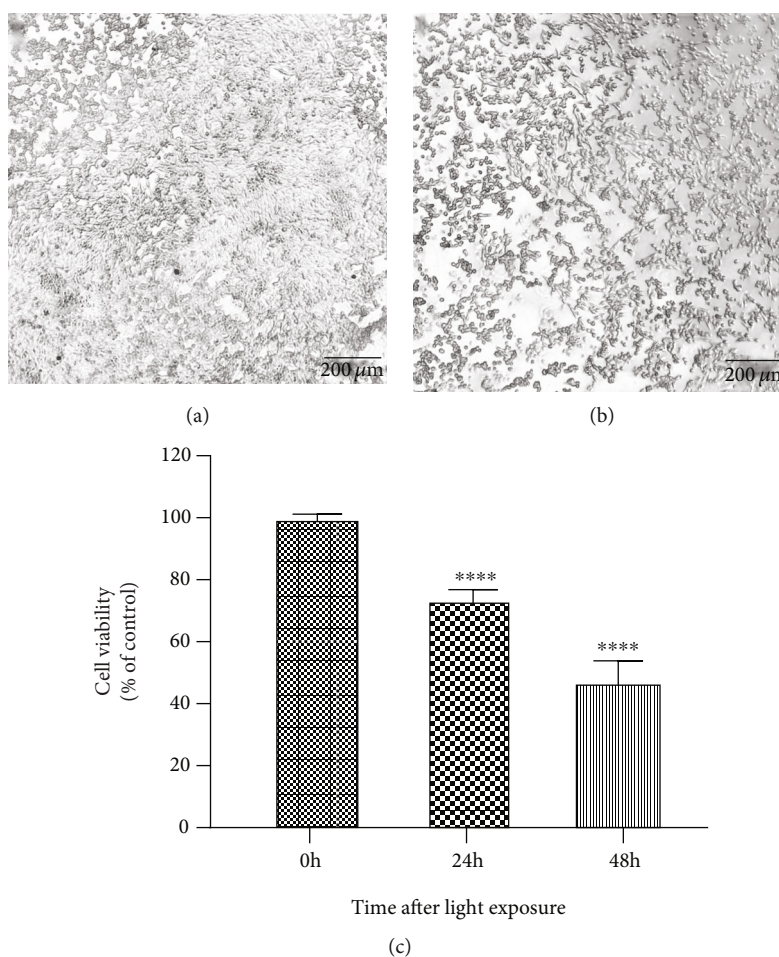 200 μm
200 μm
(a)
(b)
120
100
80
60
40
20
0
Cell viability
(% of control)
****
****
0h
24h
48h
Time after light exposure
(c)